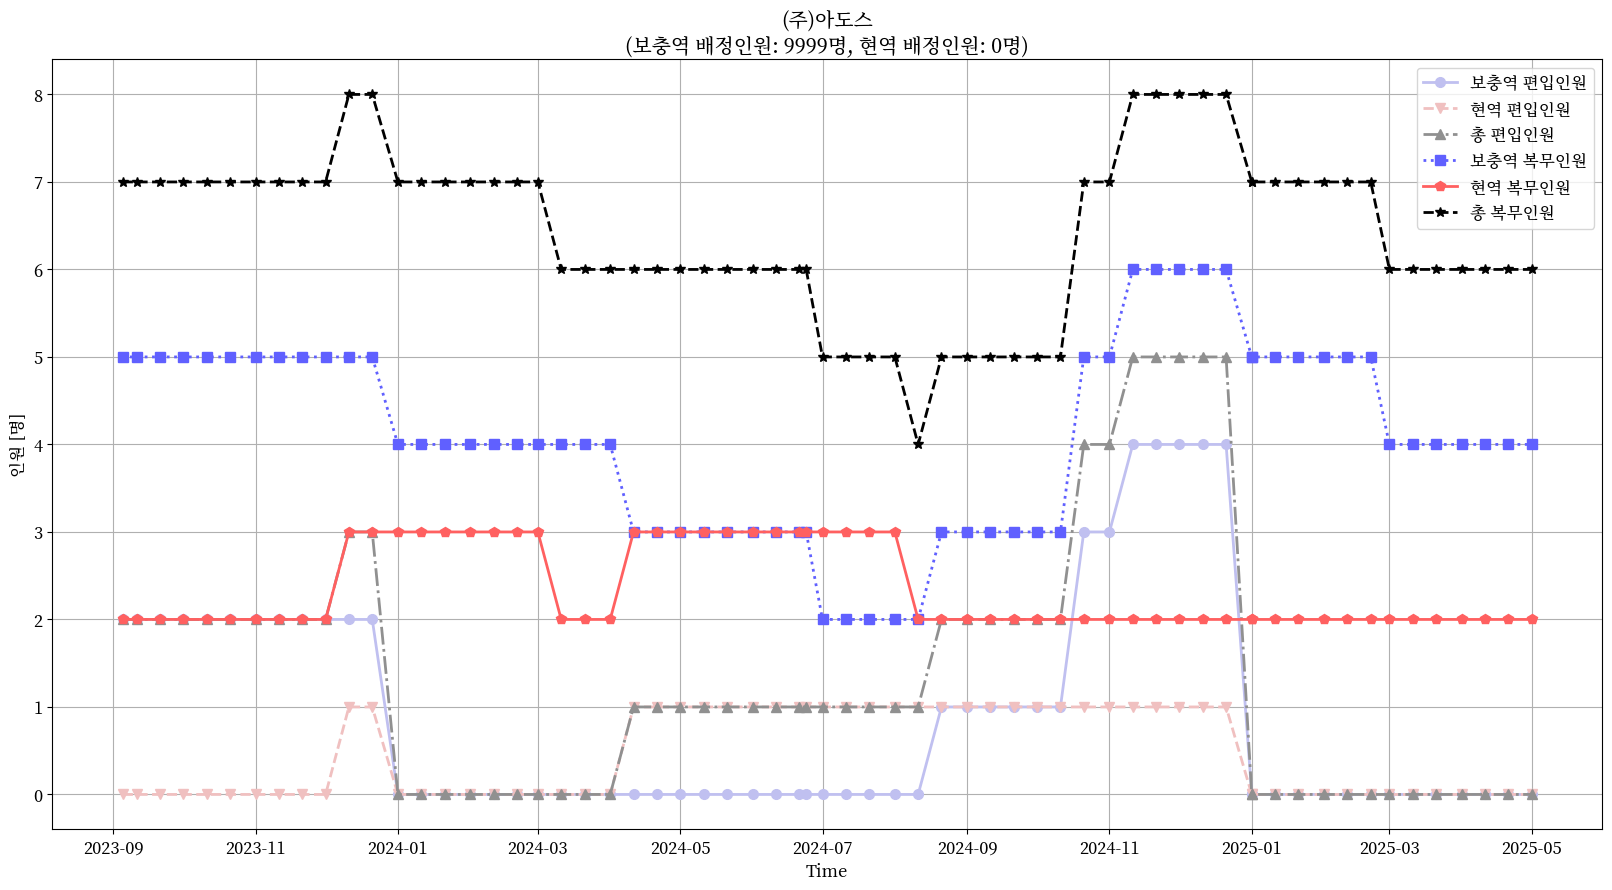 (주)아도스
(보충역 배정인원: 9999명, 현역 배정인원: 0명)
보충역 편입인원
현역 편입인원
총 편입인원
보충역 복무인원
현역 복무인원
총 복무인원
인원 [명]
8
7
6
5
4
3
2
1
0
2023-09 2023-11 2024-01 2024-03 2024-05 2024-07 2024-09 2024-11 2025-01 2025-03 2025-05
Time